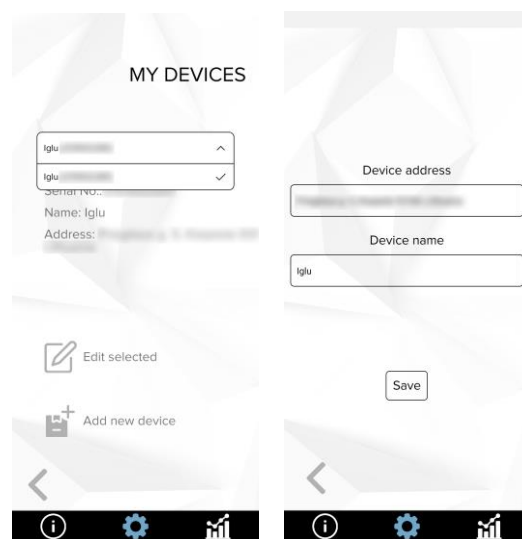 MY DEVICES
Iglu
Iglu
Serial No.:
Name: Iglu
Address:
Edit selected
Add new device
Device address
Device name
Iglu
Save